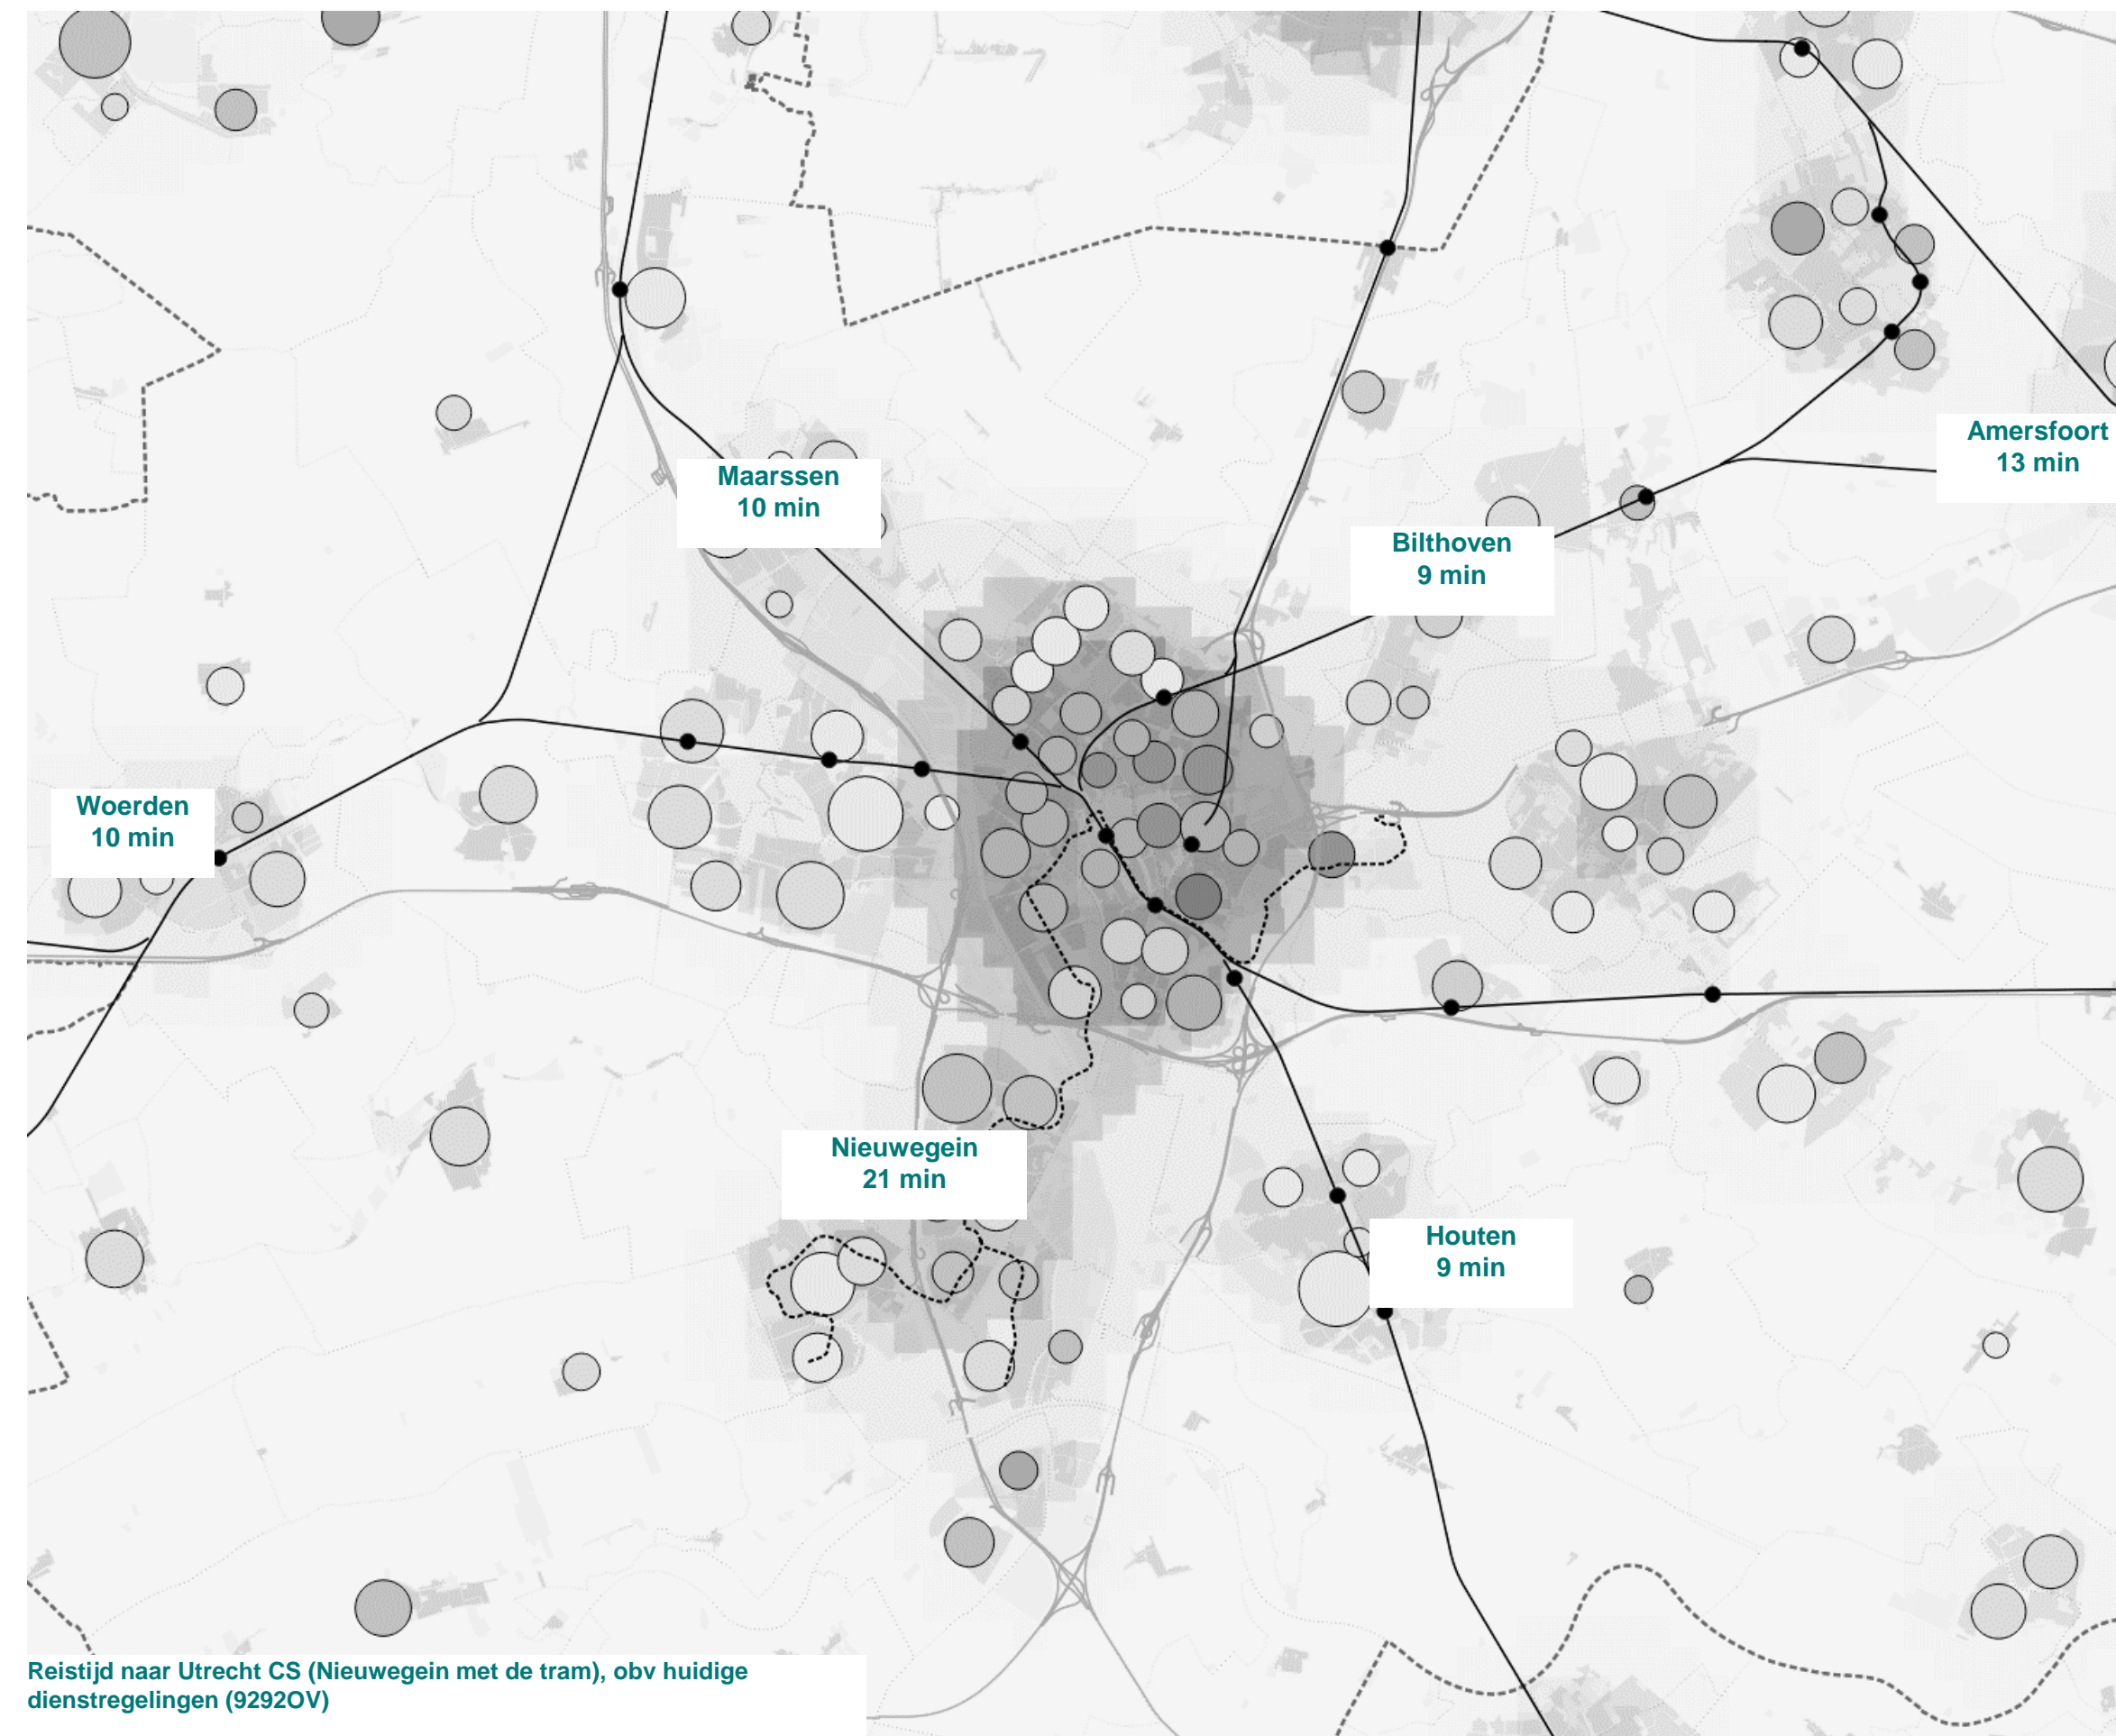 Amersfoort
13 min
Maarssen
10 min
Bilthoven
9 min
Woerden
10 min
Nieuwegein
21 min
Houten
9 min
Reistijd naar Utrecht CS (Nieuwegein met de tram), obv huidige
dienstregelingen (9292OV)